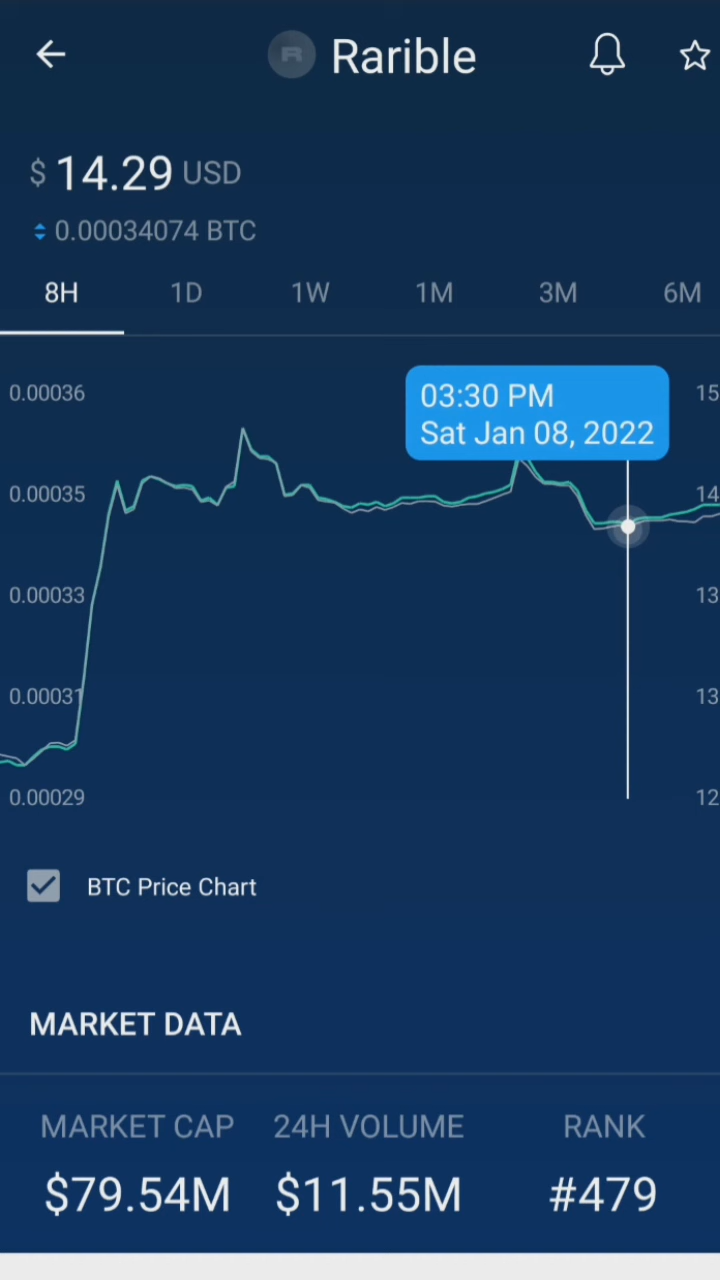 Rarible
$ 14.29 USD
0.00034074 BTC
8H 1D 1W 1M 3M 6M
03:30 PM
Sat Jan 08, 2022
0.00036 15
0.00035 14
0.00033 13
0.00031 13
0.00029 12
BTC Price Chart
MARKET DATA
MARKET CAP 24H VOLUME RANK
$79.54M $11.55M #479